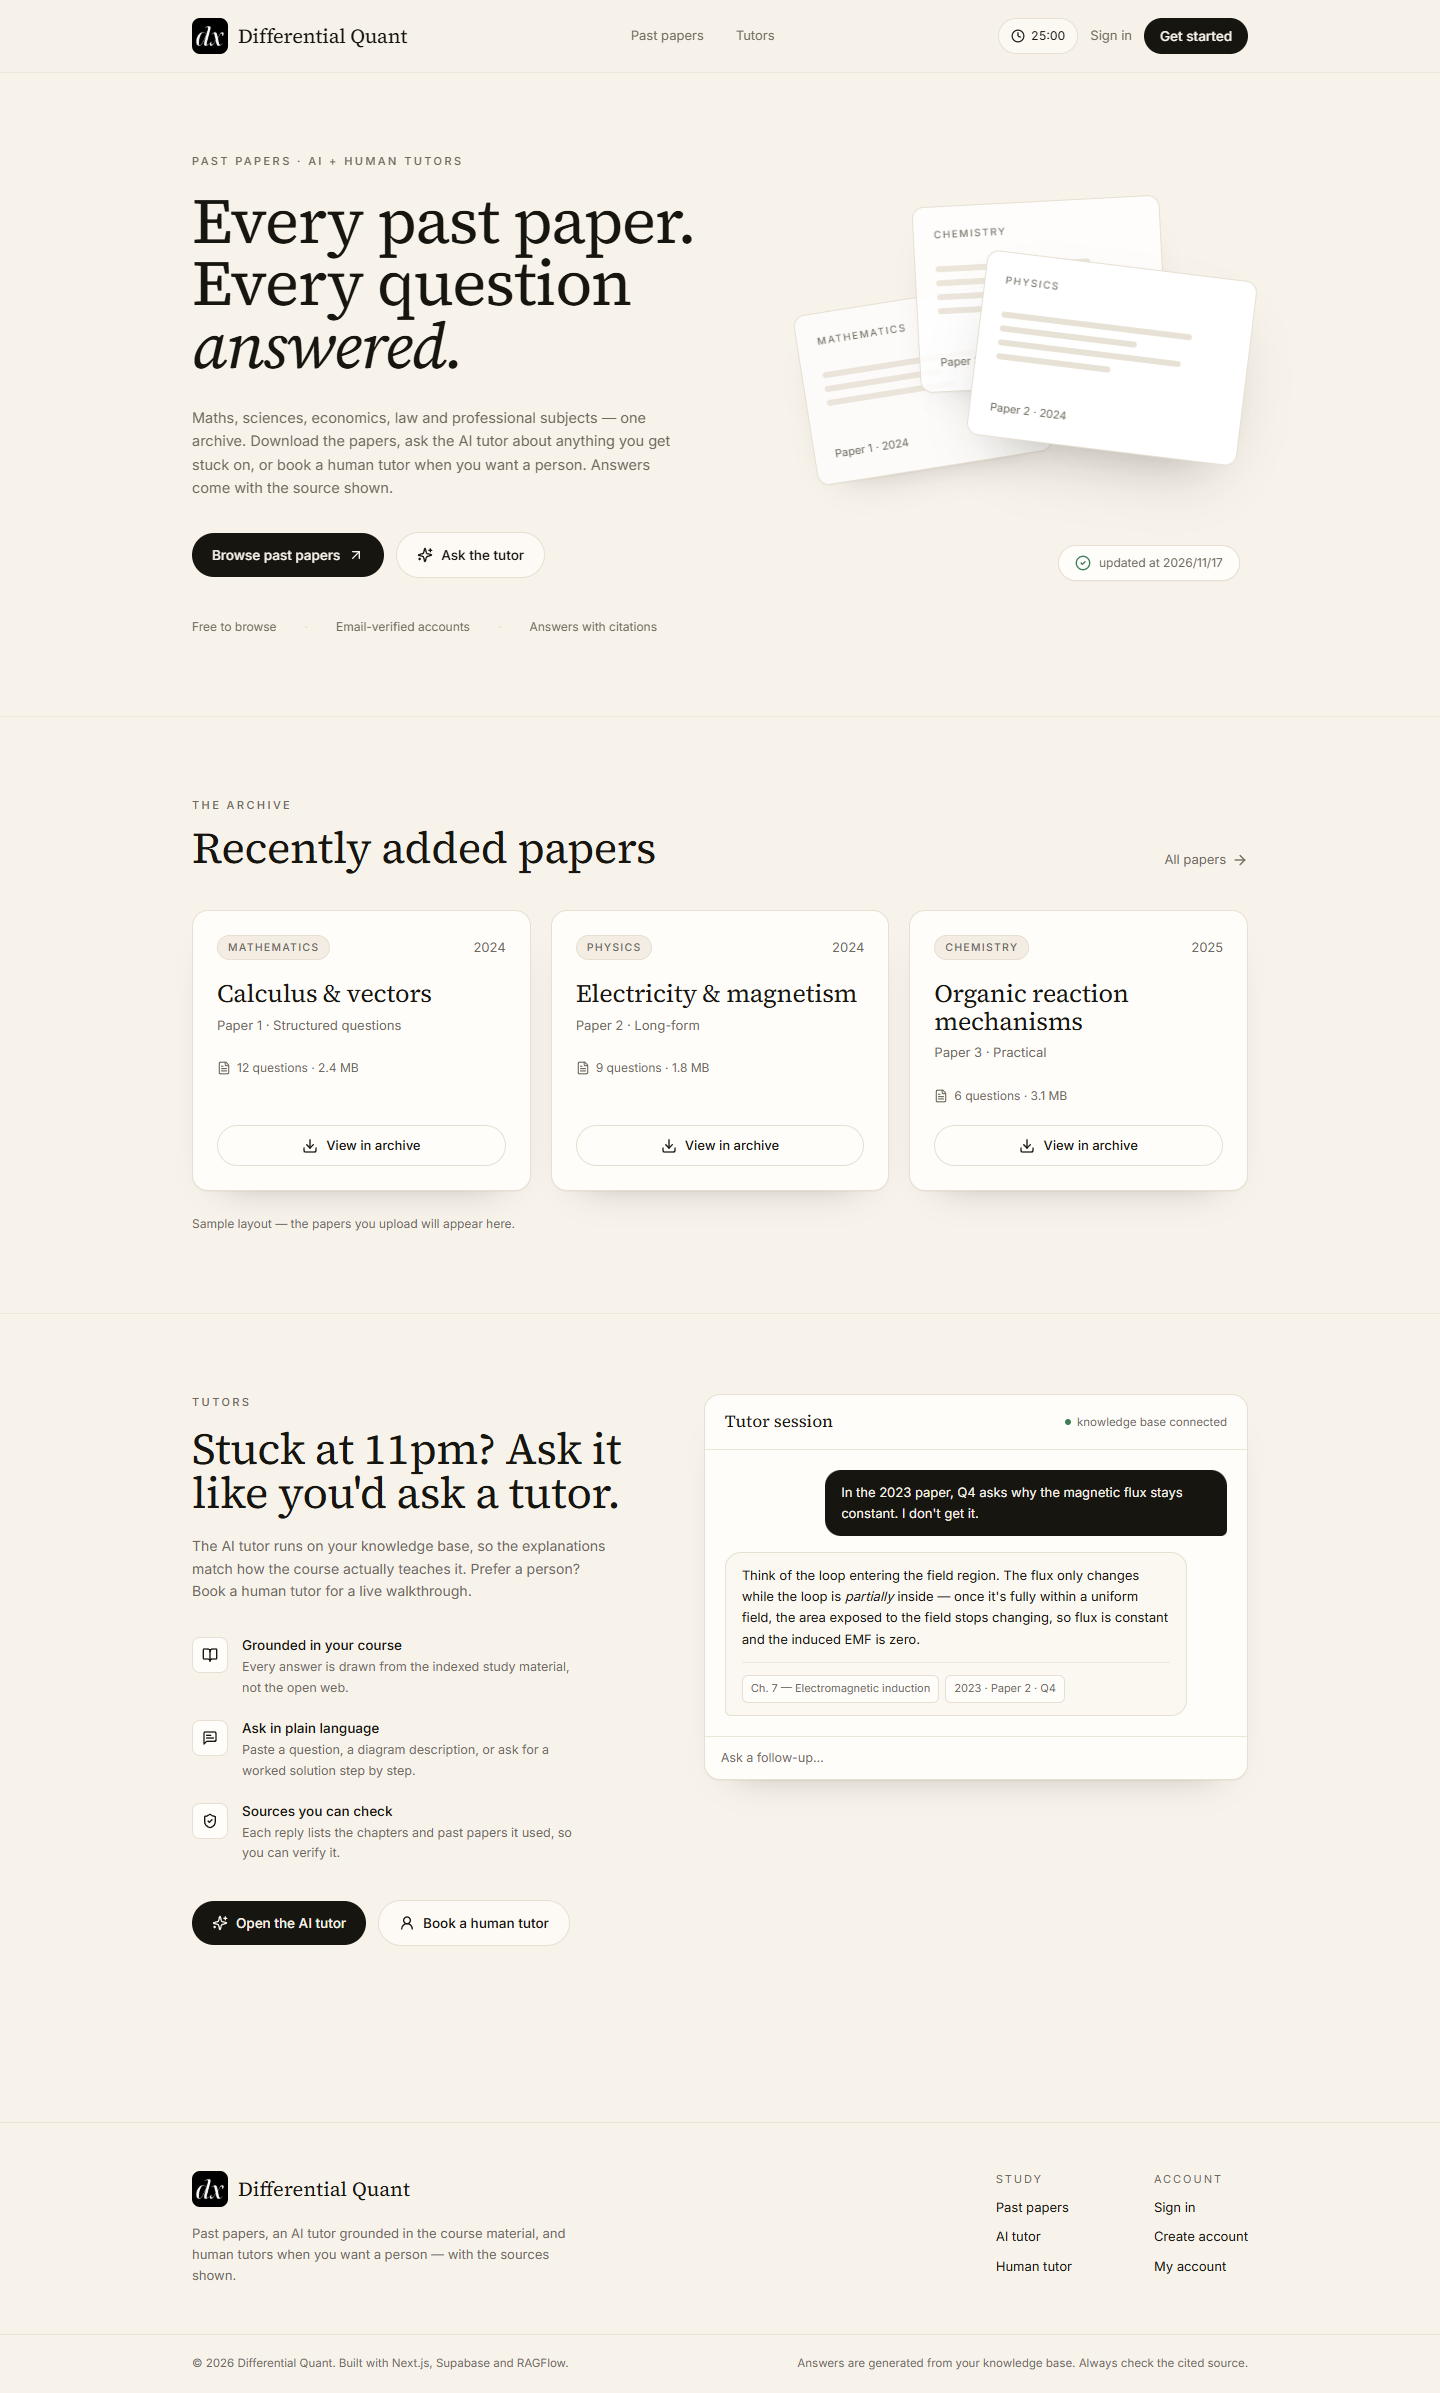 dx Differential Quant
Past papers
Tutors
25:00
Sign in
Get started
PAST PAPERS · AI + HUMAN TUTORS
Every past paper.
Every question
answered.
Maths, sciences, economics, law and professional subjects — one
archive. Download the papers, ask the AI tutor about anything you get
stuck on, or book a human tutor when you want a person. Answers
come with the source shown.
Browse past papers
Ask the tutor
Free to browse · Email-verified accounts · Answers with citations
CHEMISTRY
Paper
MATHEMATICS
Paper 1 · 2024
PHYSICS
Paper 2 · 2024
updated at 2026/11/17
THE ARCHIVE
Recently added papers
All papers
MATHEMATICS
2024
Calculus & vectors
Paper 1 · Structured questions
12 questions · 2.4 MB
View in archive
PHYSICS
2024
Electricity & magnetism
Paper 2 · Long-form
9 questions · 1.8 MB
View in archive
CHEMISTRY
2025
Organic reaction
mechanisms
Paper 3 · Practical
6 questions · 3.1 MB
View in archive
Sample layout — the papers you upload will appear here.
TUTORS
Stuck at 11pm? Ask it
like you'd ask a tutor.
The AI tutor runs on your knowledge base, so the explanations
match how the course actually teaches it. Prefer a person?
Book a human tutor for a live walkthrough.
Grounded in your course
Every answer is drawn from the indexed study material,
not the open web.
Ask in plain language
Paste a question, a diagram description, or ask for a
worked solution step by step.
Sources you can check
Each reply lists the chapters and past papers it used, so
you can verify it.
Open the AI tutor
Book a human tutor
Tutor session
knowledge base connected
In the 2023 paper, Q4 asks why the magnetic flux stays
constant. I don't get it.
Think of the loop entering the field region. The flux only changes
while the loop is partially inside — once it's fully within a uniform
field, the area exposed to the field stops changing, so flux is constant
and the induced EMF is zero.
Ch. 7 — Electromagnetic induction
2023 · Paper 2 · Q4
Ask a follow-up...
dx Differential Quant
Past papers, an AI tutor grounded in the course material, and
human tutors when you want a person — with the sources
shown.
STUDY
Past papers
AI tutor
Human tutor
ACCOUNT
Sign in
Create account
My account
© 2026 Differential Quant. Built with Next.js, Supabase and RAGFlow.
Answers are generated from your knowledge base. Always check the cited source.